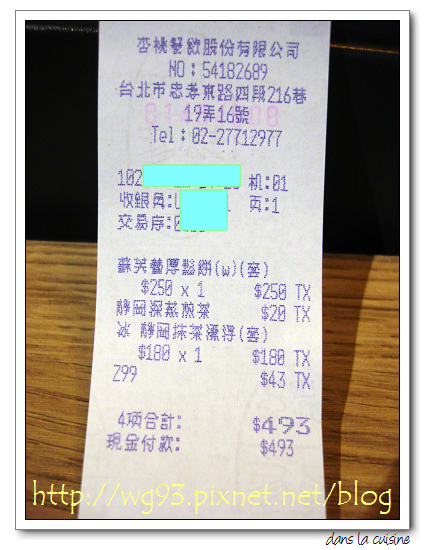 杏桃餐飲股份有限公司
NO：54182689
台北市忠孝東路四段216巷
19弄16號
Tel：02-27712977
102 机:01
收銀員: 頁:1
交易序:
蘇芙蕾厚鬆餅(w)(套)
$250 x 1 $250 TX
靜岡深蒸煎茶 $20 TX
冰 靜岡抹茶漂浮(套)
$180 x 1 $180 TX
Z99 $43 TX
4項合計: $493
現金付款: $493
http://wg93.pixnet.net/blog
dans la cuisine